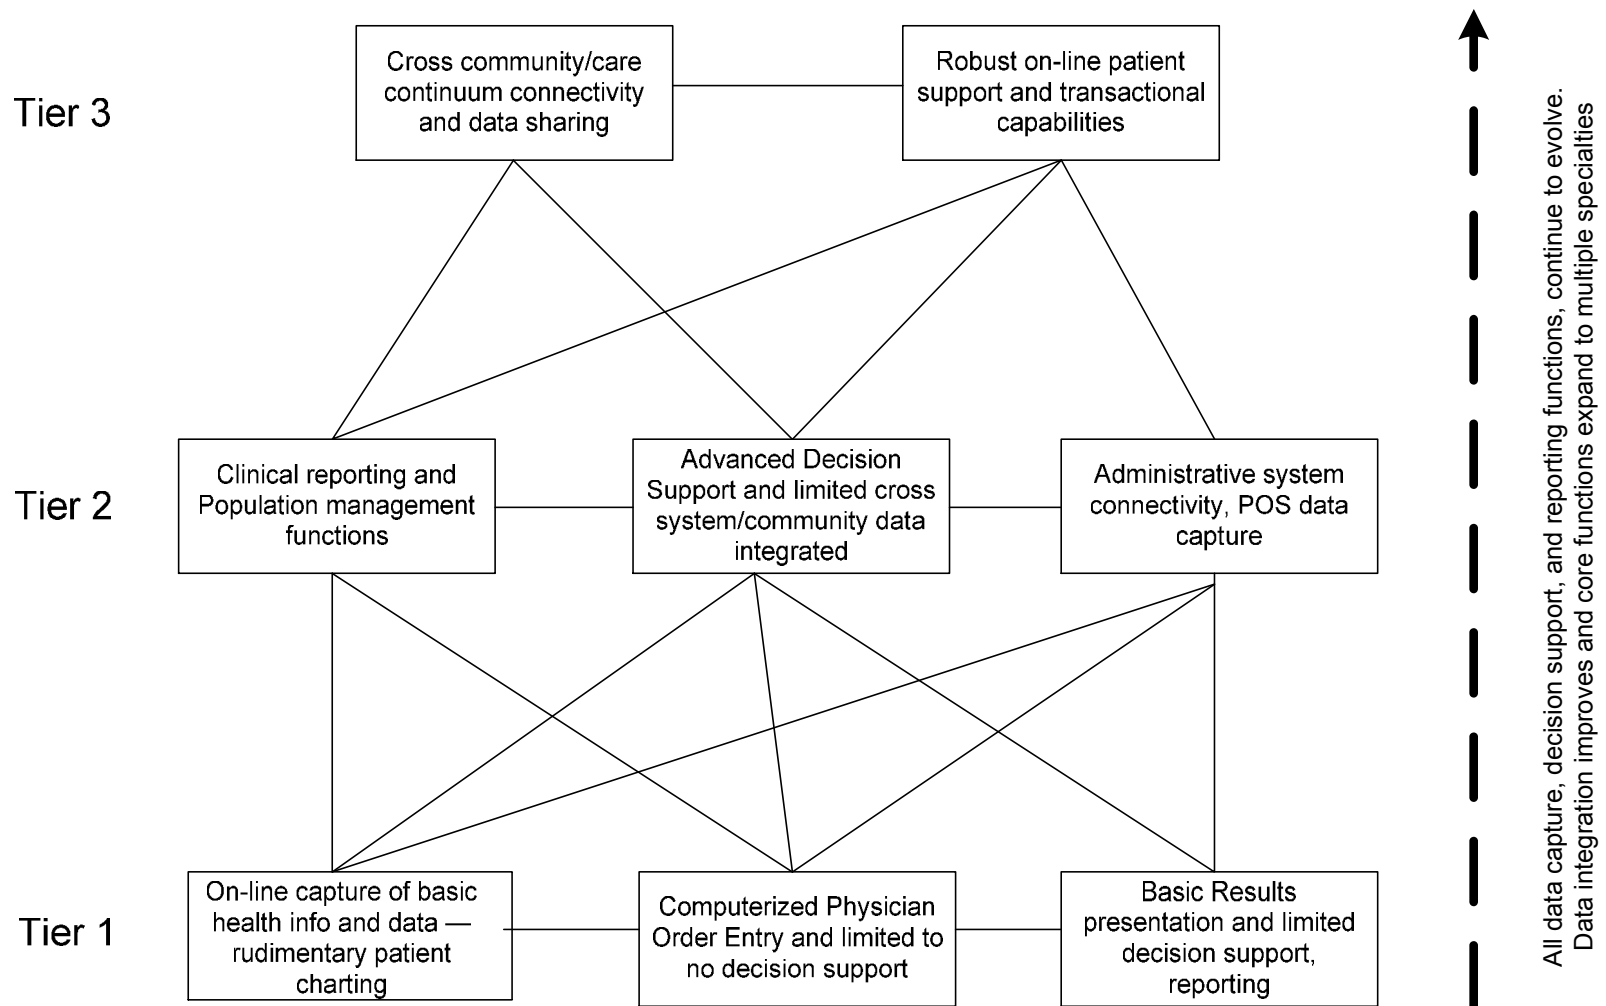 Tier 3
Cross community/care
continuum connectivity
and data sharing
Robust on-line patient
support and transactional
capabilities
Tier 2
Clinical reporting and
Population management
functions
Advanced Decision
Support and limited cross
system/community data
integrated
Administrative system
connectivity, POS data
capture
Tier 1
On-line capture of basic
health info and data —
rudimentary patient
charting
Computerized Physician
Order Entry and limited to
no decision support
Basic Results
presentation and limited
decision support,
reporting
All data capture, decision support, and reporting functions, continue to evolve.
Data integration improves and core functions expand to multiple specialties